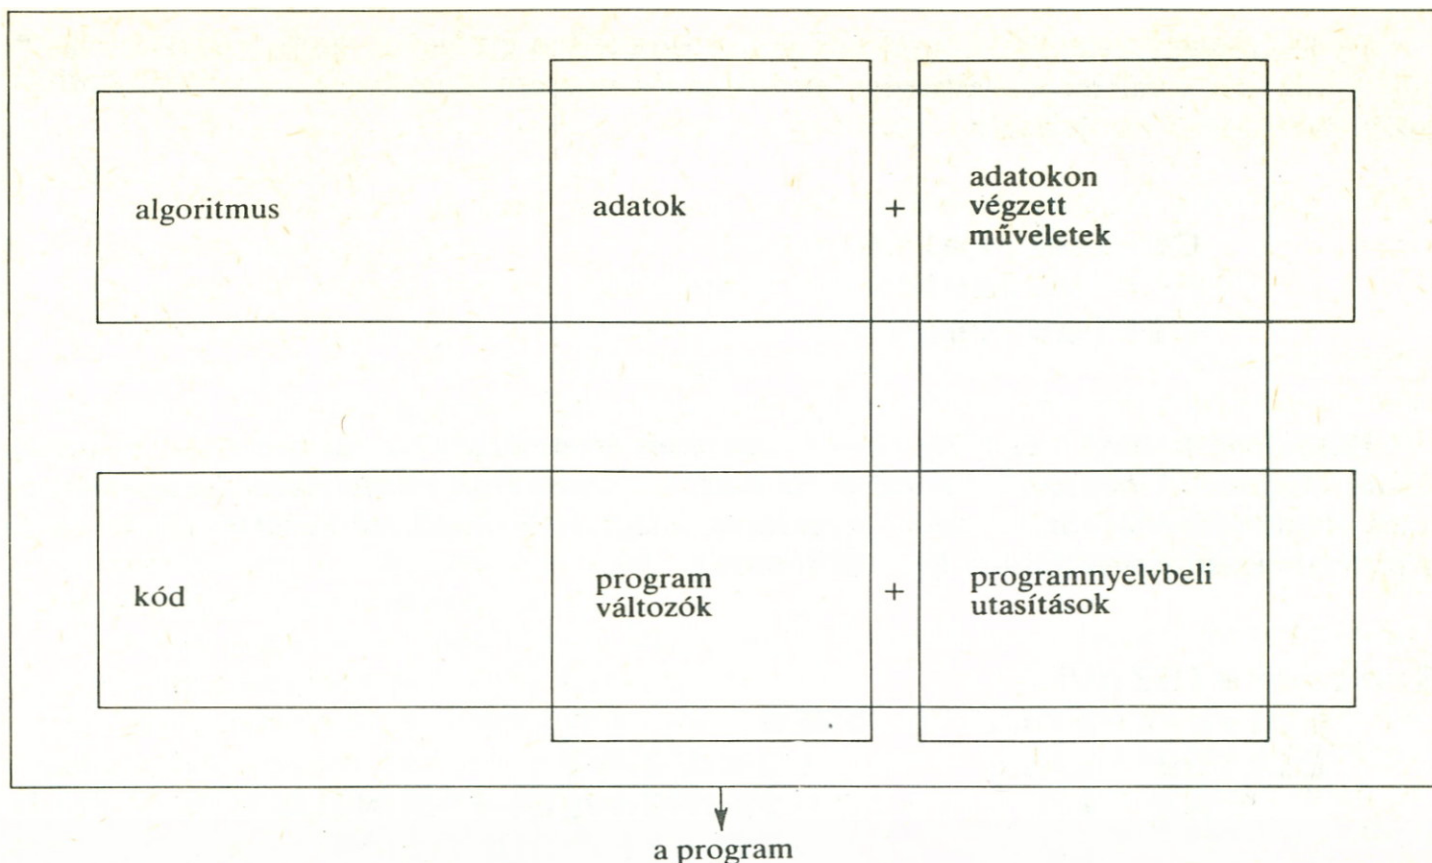 algoritmus
adatok
+
adatokon
végzett
műveletek
kód
program
változók
+
programnyelvbeli
utasítások
a program